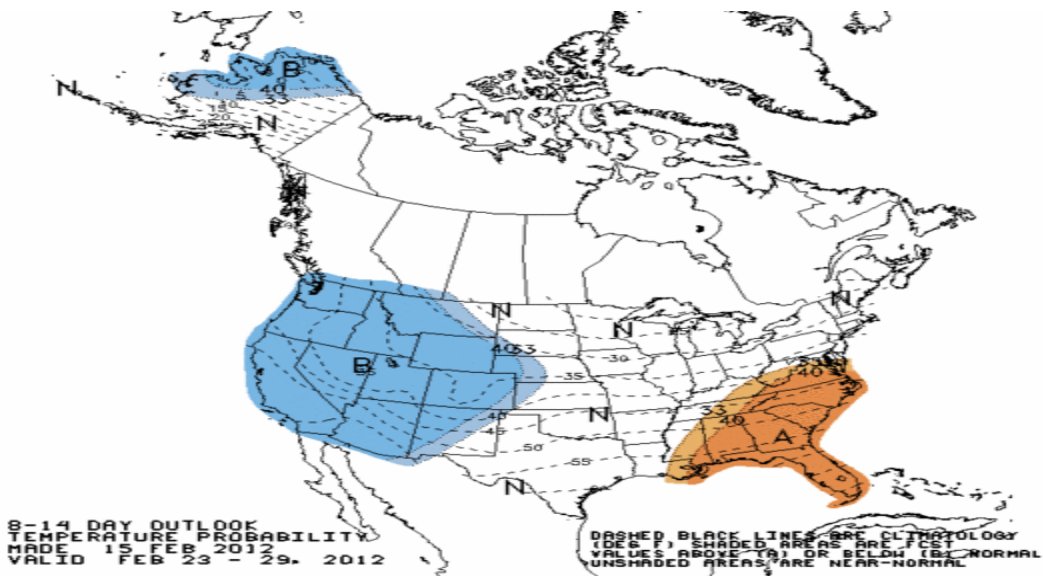 B
40
33
N
20
N
N
N
40 33
30
B
35
N
33
40
A
45
50
55
N
N
33
40
8-14 DAY OUTLOOK
TEMPERATURE PROBABILITY
MADE 15 FEB 2012
VALID FEB 23 - 29, 2012
DASHED BLACK LINES ARE CLIMATOLOGY
(DEG F) SHADED AREAS ARE FCST
VALUES ABOVE (A) OR BELOW (B) NORMAL
UNSHADED AREAS ARE NEAR-NORMAL